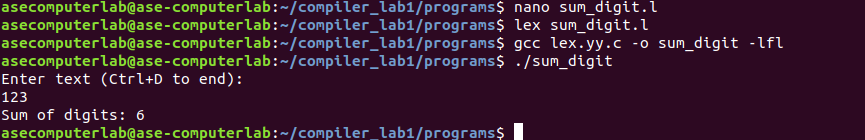 asecomputerlab@ase-computerlab:~/compiler_lab1/programs$ nano sum_digit.l
asecomputerlab@ase-computerlab:~/compiler_lab1/programs$ lex sum_digit.l
asecomputerlab@ase-computerlab:~/compiler_lab1/programs$ gcc lex.yy.c -o sum_digit -lfl
asecomputerlab@ase-computerlab:~/compiler_lab1/programs$ ./sum_digit
Enter text (Ctrl+D to end):
123
Sum of digits: 6
asecomputerlab@ase-computerlab:~/compiler_lab1/programs$